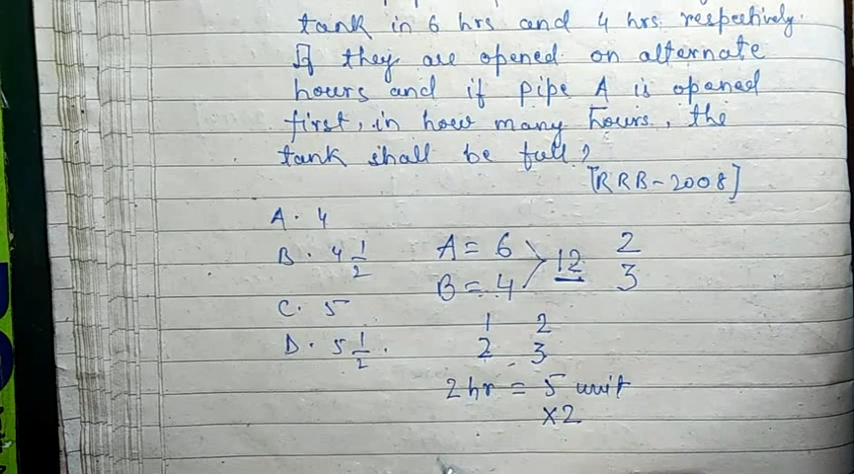 tank in 6 hrs and 4 hrs respectively.
If they are opened on alternate
hours and if pipe A is opened
first, in how many hours, the
tank shall be full?
[RRB-2008]
A. 4
B. 4 1/2
C. 5
D. 5 1/2.
A = 6
B = 4
12
2
3
1 2
2 3
2 hr = 5 unit
×2